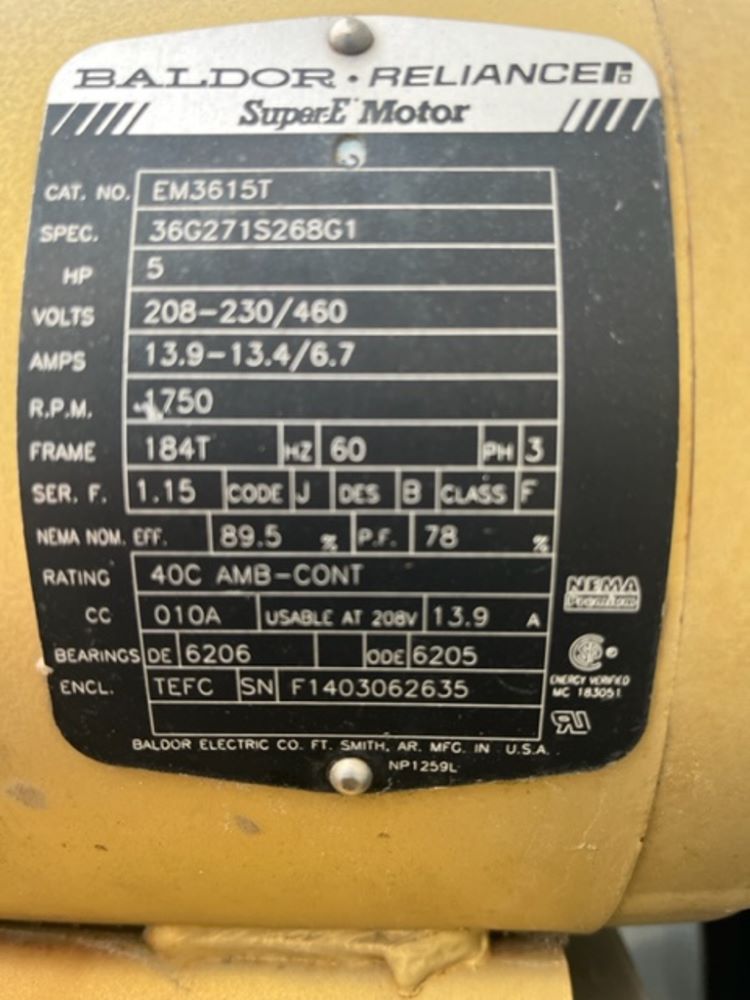 BALDOR · RELIANCE
Super-E Motor
CAT. NO. EM3615T
SPEC. 36G271S268G1
HP 5
VOLTS 208-230/460
AMPS 13.9-13.4/6.7
R.P.M. 1750
FRAME 184T HZ 60 PH 3
SER. F. 1.15 CODE J DES B CLASS F
NEMA NOM. EFF. 89.5 % P.F. 78 %
RATING 40C AMB-CONT
NEMA
Premium
CC 010A USABLE AT 208V 13.9 A
BEARINGS DE 6206 ODE 6205
ENERGY VERIFIED
MC 183051
ENCL. TEFC SN F1403062635
BALDOR ELECTRIC CO. FT. SMITH, AR. MFG. IN U.S.A.
NP1259L